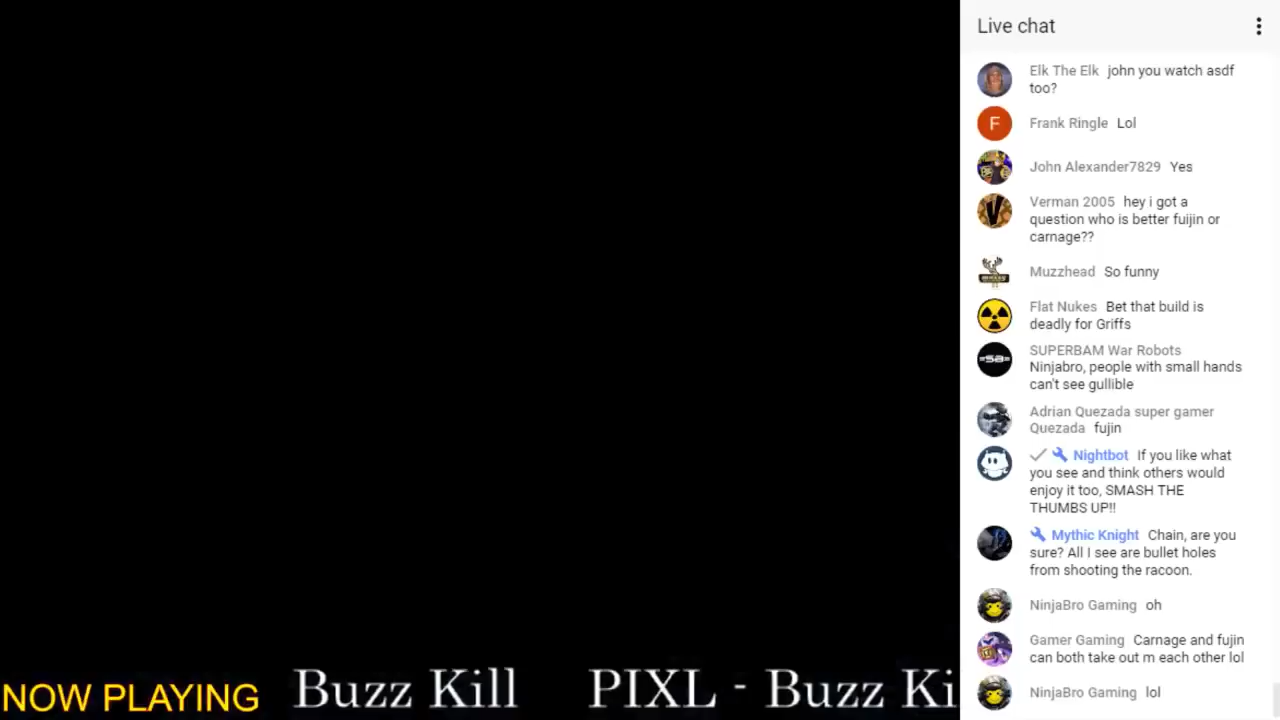 Live chat
Elk The Elk john you watch asdf
too?
F
Frank Ringle Lol
John Alexander7829 Yes
Verman 2005 hey i got a
question who is better fuijin or
carnage??
Muzzhead So funny
Flat Nukes Bet that build is
deadly for Griffs
SUPERBAM War Robots
Ninjabro, people with small hands
can't see gullible
Adrian Quezada super gamer
Quezada fujin
Nightbot If you like what
you see and think others would
enjoy it too, SMASH THE
THUMBS UP!!
Mythic Knight Chain, are you
sure? All I see are bullet holes
from shooting the racoon.
NinjaBro Gaming oh
Gamer Gaming Carnage and fujin
can both take out m each other lol
NinjaBro Gaming lol
NOW PLAYING Buzz Kill PIXL - Buzz Ki